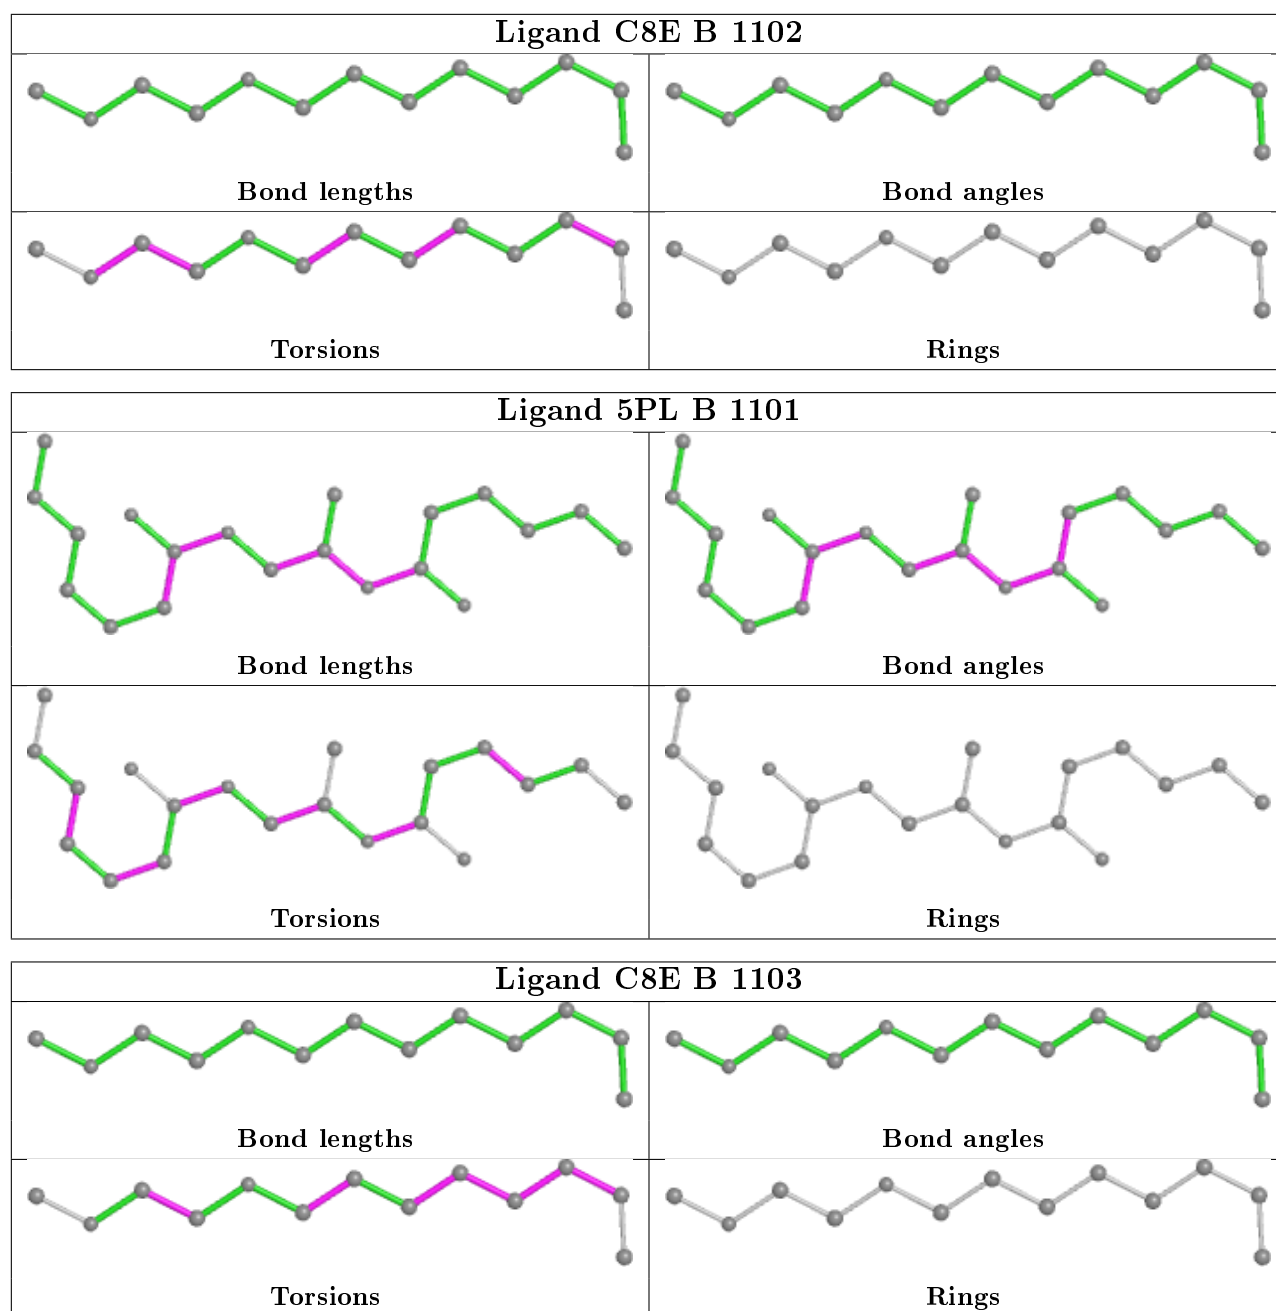 Ligand C8E B 1102
Bond lengths
Bond angles
Torsions
Rings
Ligand 5PL B 1101
Bond lengths
Bond angles
Torsions
Rings
Ligand C8E B 1103
Bond lengths
Bond angles
Torsions
Rings